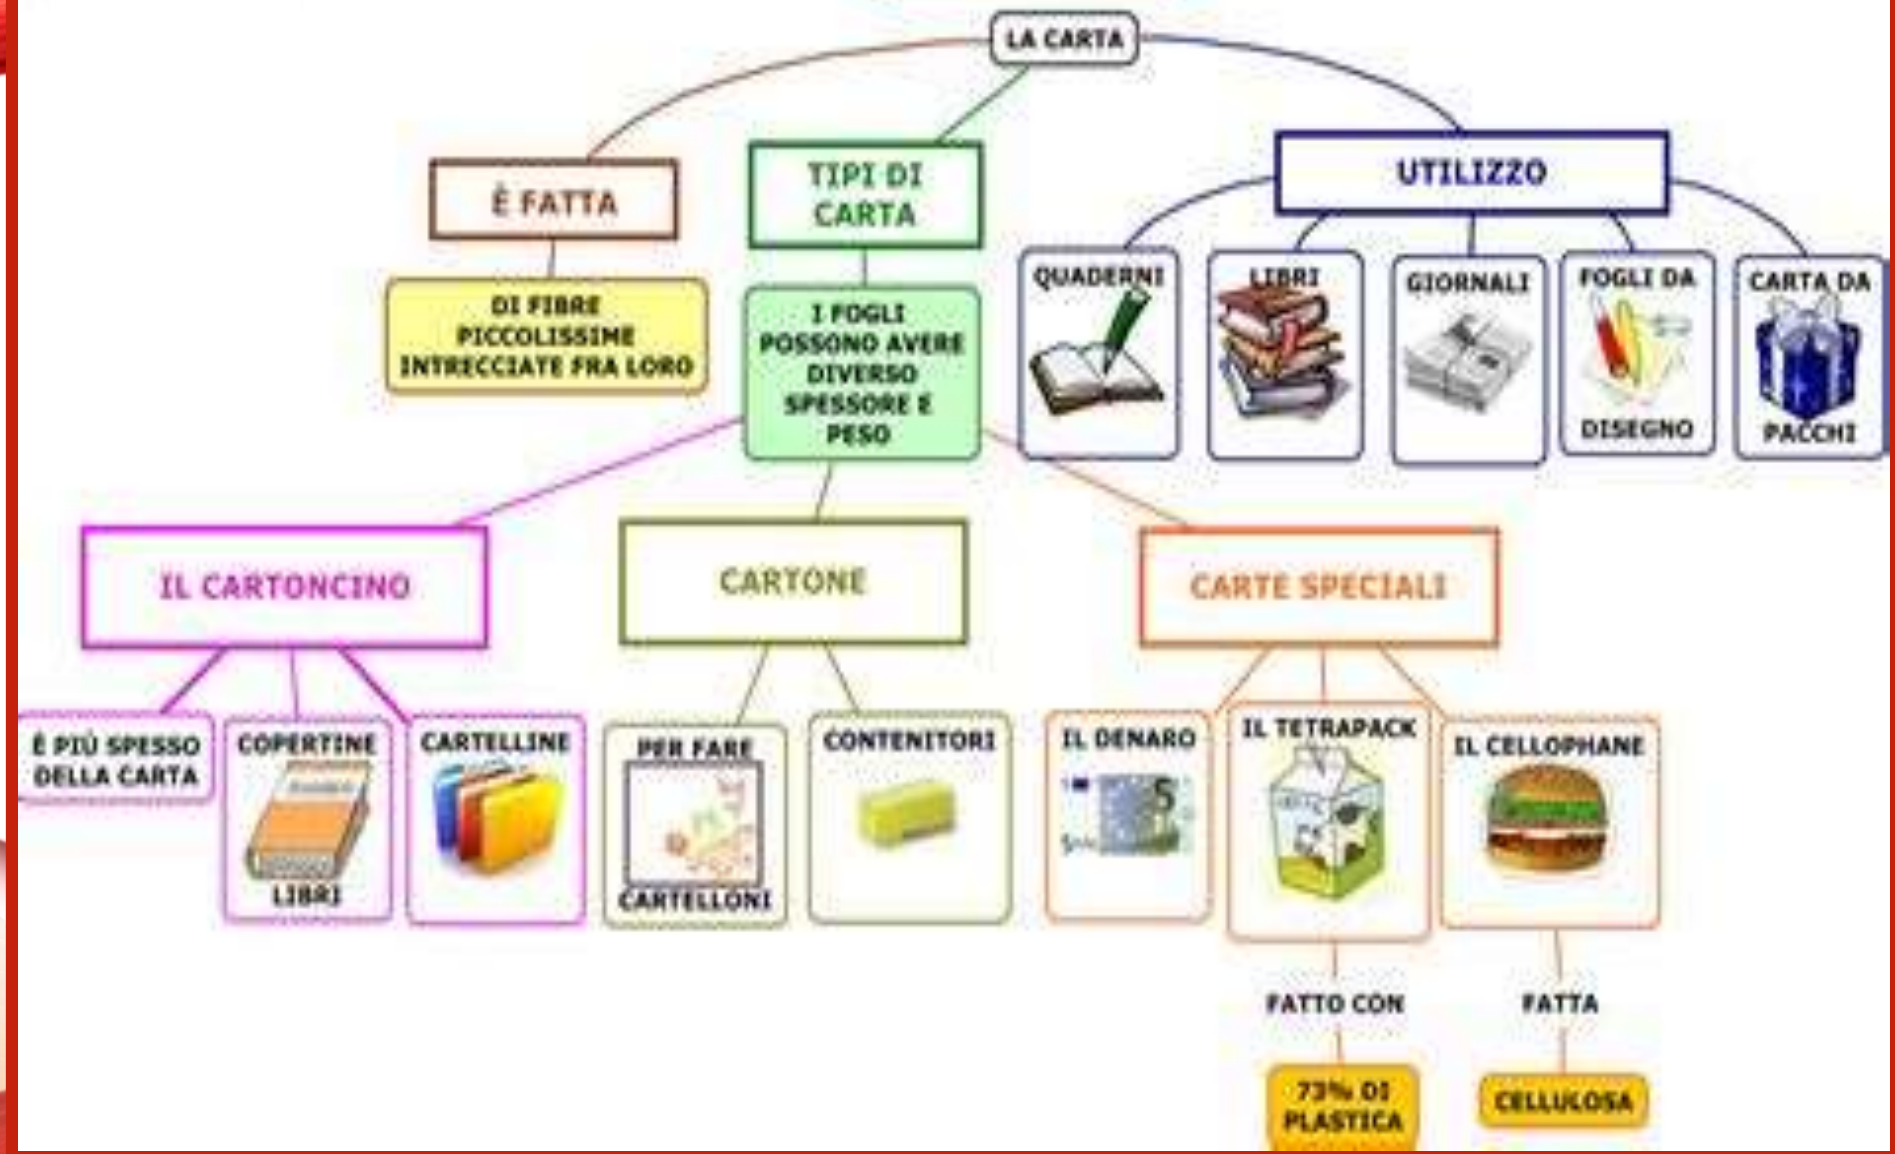 LA CARTA
È FATTA
TIPI DI
CARTA
UTILIZZO
DI FIBRE
PICCOLISSIME
INTRECCIATE FRA LORO
I FOGLI
POSSONO AVERE
DIVERSO
SPESSORE E
PESO
QUADERNI
LIBRI
GIORNALI
FOGLI DA
DISEGNO
CARTA DA
PACCHI
IL CARTONCINO
CARTONE
CARTE SPECIALI
È PIÙ SPESSO
DELLA CARTA
COPERTINE
LIBRI
CARTELLINE
PER FARE
CARTELLONI
CONTENITORI
IL DENARO
5
IL TETRAPACK
IL CELLOPHANE
FATTO CON
73% DI
PLASTICA
FATTA
CELLULOSA